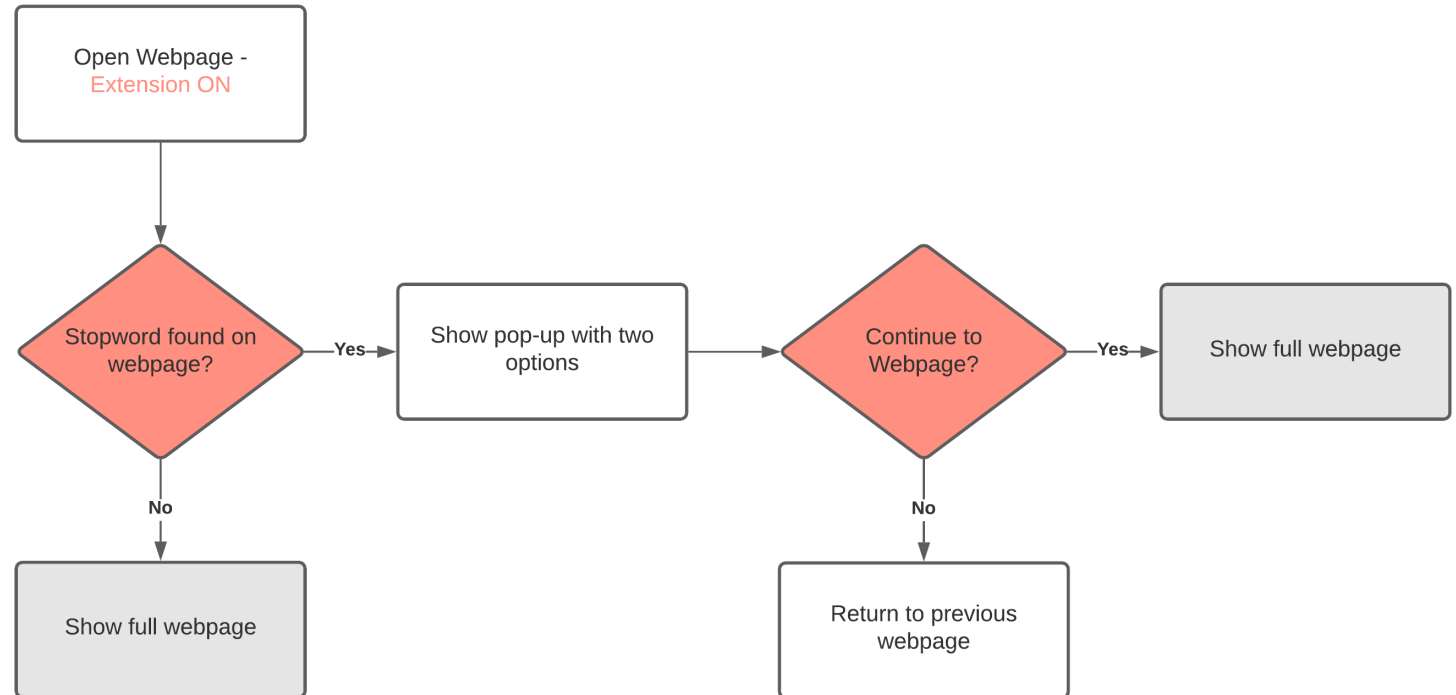 Open Webpage -
Extension ON
Stopword found on
webpage?
Yes
Show pop-up with two
options
Continue to
Webpage?
Yes
Show full webpage
No
No
Show full webpage
Return to previous
webpage